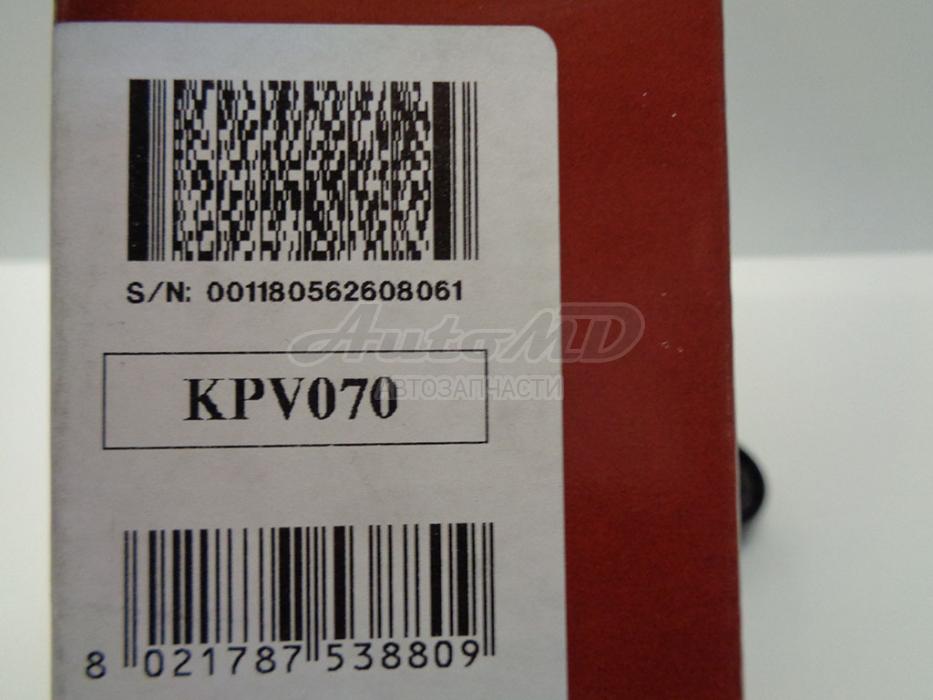 S/N: 001180562608061
AutoMD
АВТОЗАПЧАСТИ
KPV070
8 021787 538809